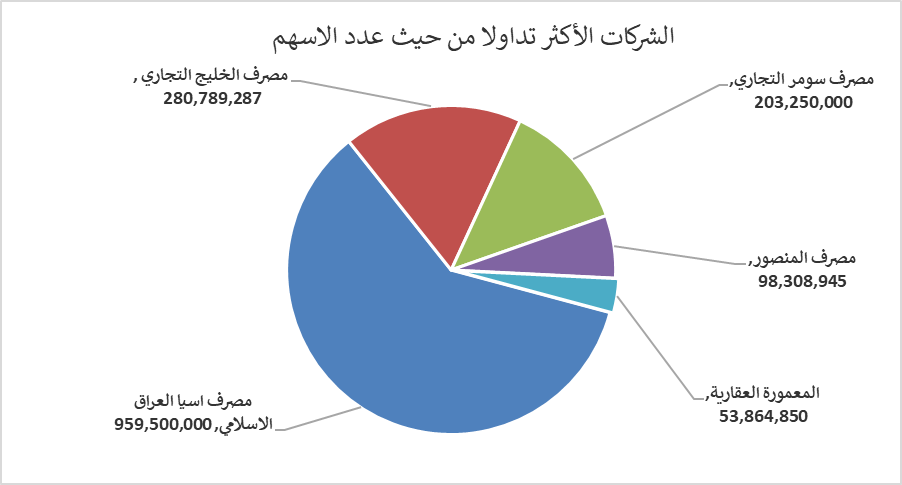 الشركات الأكثر تداولا من حيث عدد الاسهم
مصرف سومر التجاري,
203,250,000
مصرف الخليج التجاري ,
280,789,287
مصرف المنصور,
98,308,945
المعمورة العقارية,
53,864,850
مصرف اسيا العراق
الاسلامي, 959,500,000